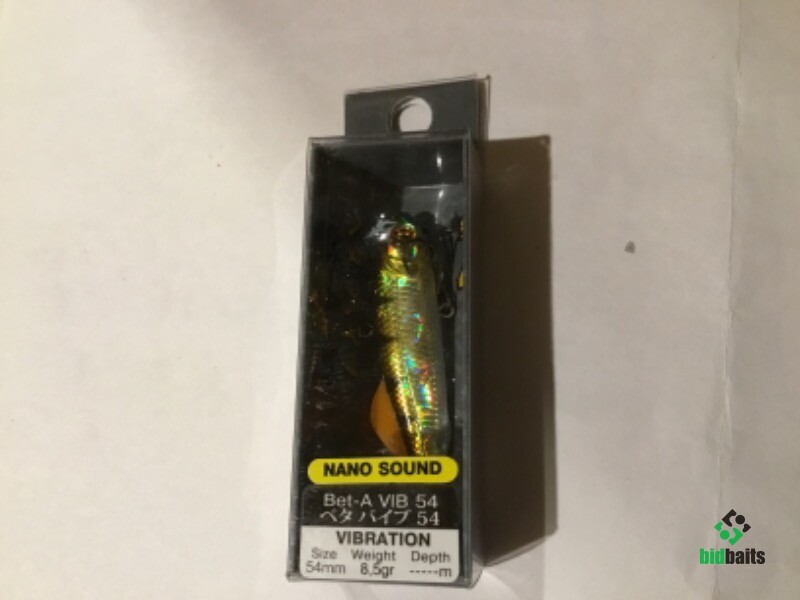 NANO SOUND
Bet-A VIB 54
ベタバイブ 54
VIBRATION
Size Weight Depth
54mm 8,5gr -----m
bidbaits